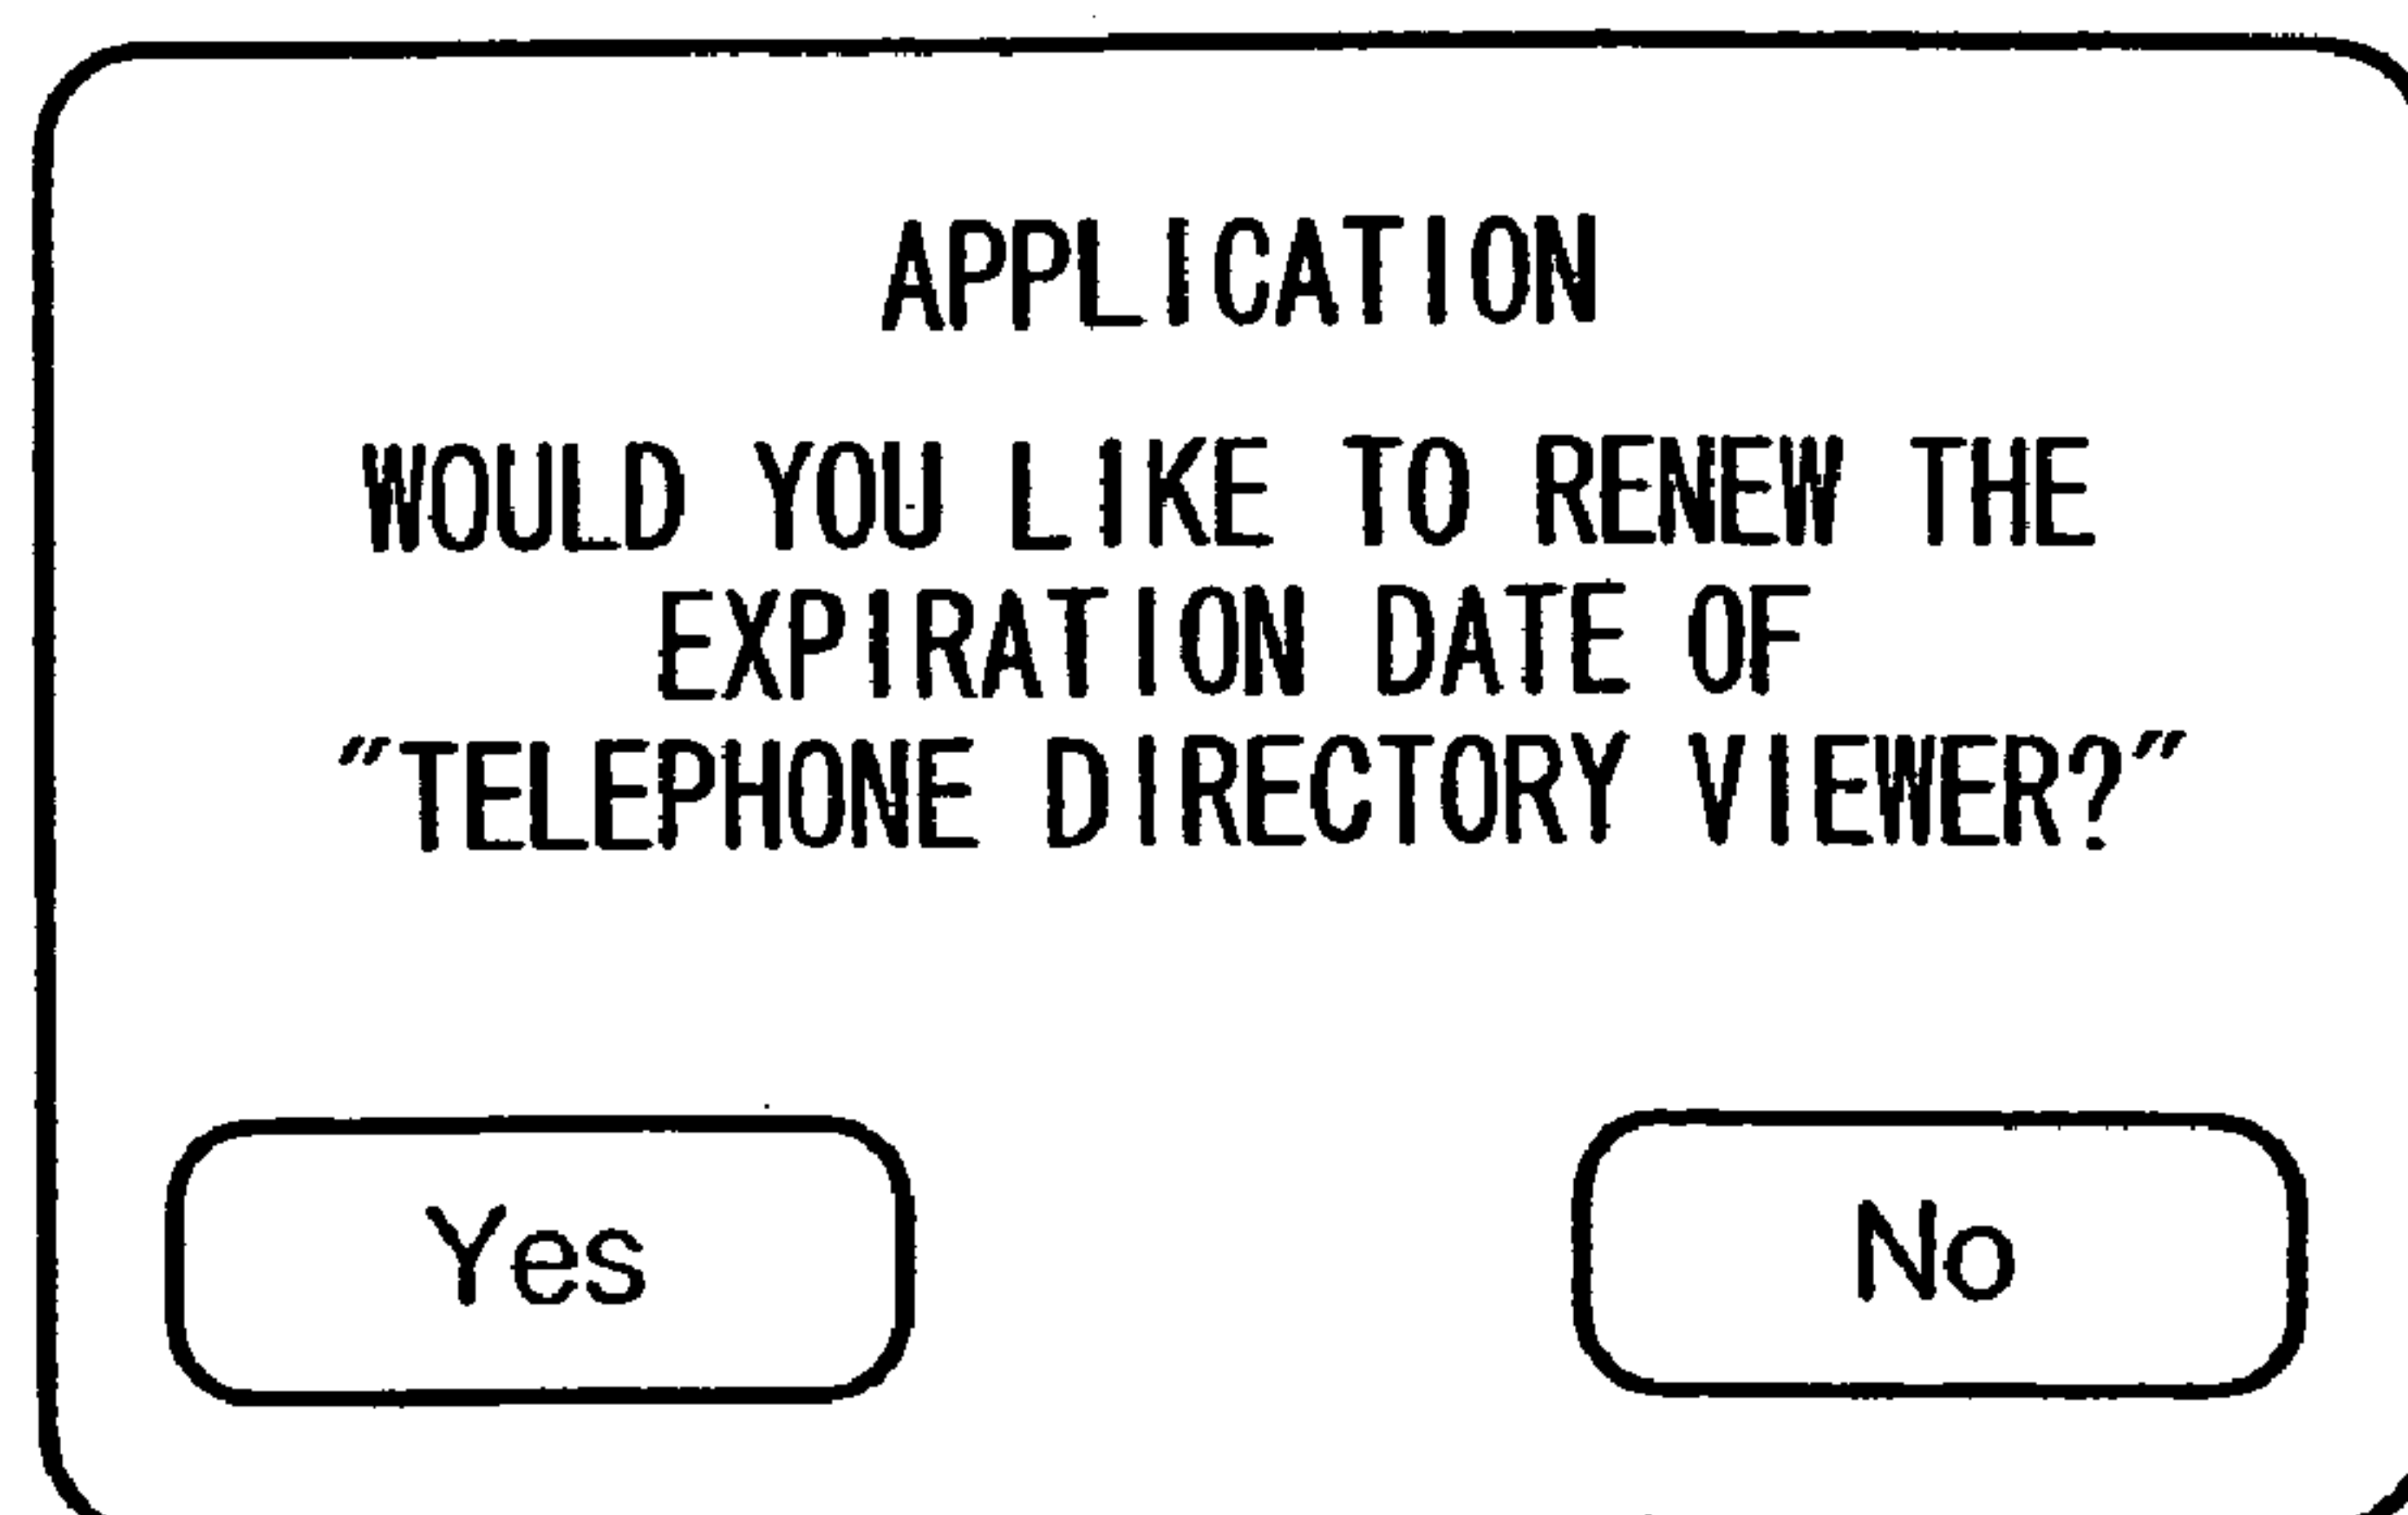 APPLICATION
WOULD YOU LIKE TO RENEW THE
EXPIRATION DATE OF
"TELEPHONE DIRECTORY VIEWER?"
Yes
No